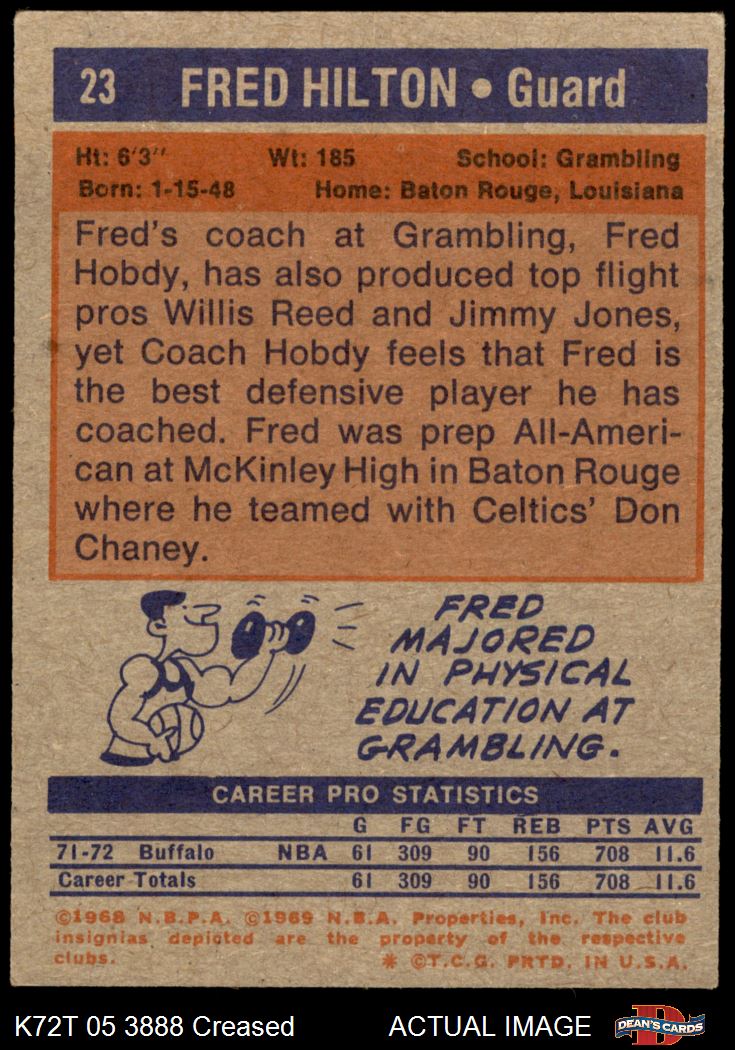 23 FRED HILTON • Guard
Ht: 6'3" Wt: 185 School: Grambling
Born: 1-15-48 Home: Baton Rouge, Louisiana
Fred's coach at Grambling, Fred
Hobdy, has also produced top flight
pros Willis Reed and Jimmy Jones,
yet Coach Hobdy feels that Fred is
the best defensive player he has
coached. Fred was prep All-Ameri-
can at McKinley High in Baton Rouge
where he teamed with Celtics' Don
Chaney.
FRED
MAJORED
IN PHYSICAL
EDUCATION AT
GRAMBLING.
CAREER PRO STATISTICS
G FG FT REB PTS AVG
71-72 Buffalo NBA 61 309 90 156 708 11.6
Career Totals 61 309 90 156 708 11.6
©1968 N.B.P.A. ©1969 N.B.A. Properties, Inc. The club
insignias depicted are the property of the respective
clubs. * ©T.C.G. PRTD. IN U.S.A.
K72T 05 3888 Creased ACTUAL IMAGE DEAN'S CARDS